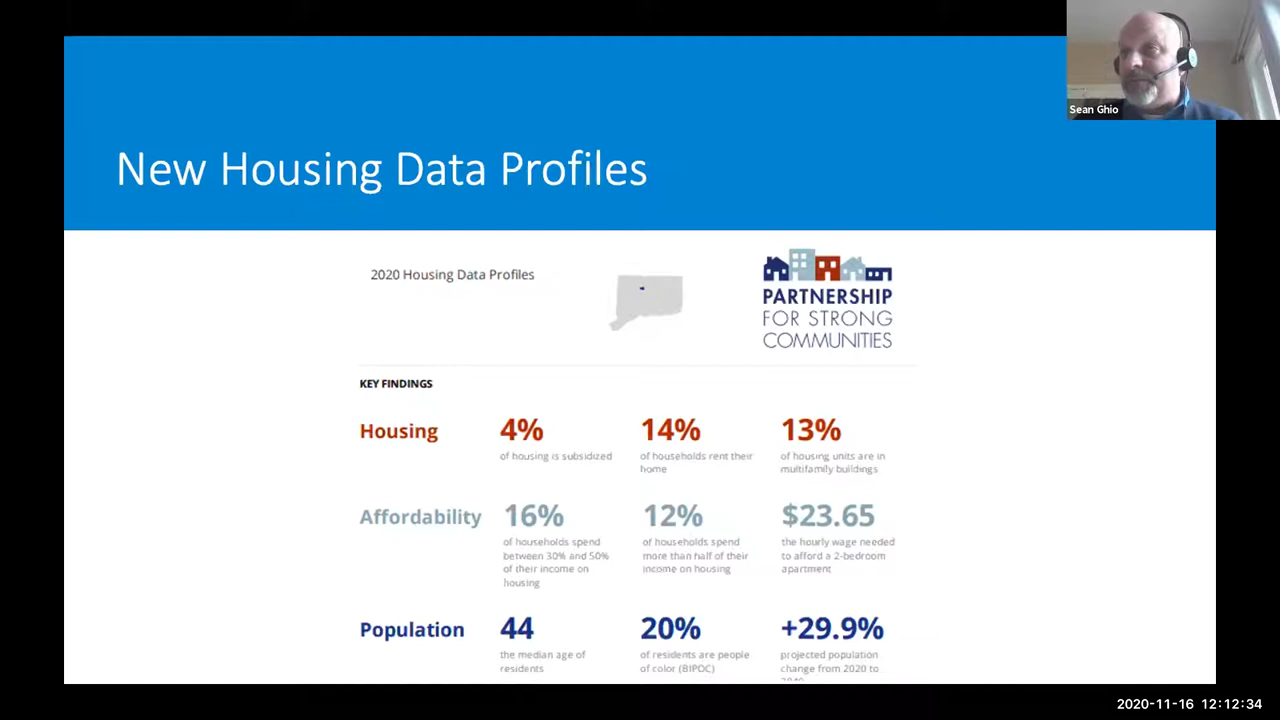 Sean Ghio
New Housing Data Profiles
2020 Housing Data Profiles
PARTNERSHIP
FOR STRONG
COMMUNITIES
KEY FINDINGS
Housing
4%
of housing is subsidized
14%
of households rent their
home
13%
of housing units are in
multifamily buildings
Affordability
16%
of households spend
between 30% and 50%
of their income on
housing
12%
of households spend
more than half of their
income on housing
$23.65
the hourly wage needed
to afford a 2-bedroom
apartment
Population
44
the median age of
residents
20%
of residents are people
of color (BIPOC)
+29.9%
projected population
change from 2020 to
2020-11-16 12:12:34